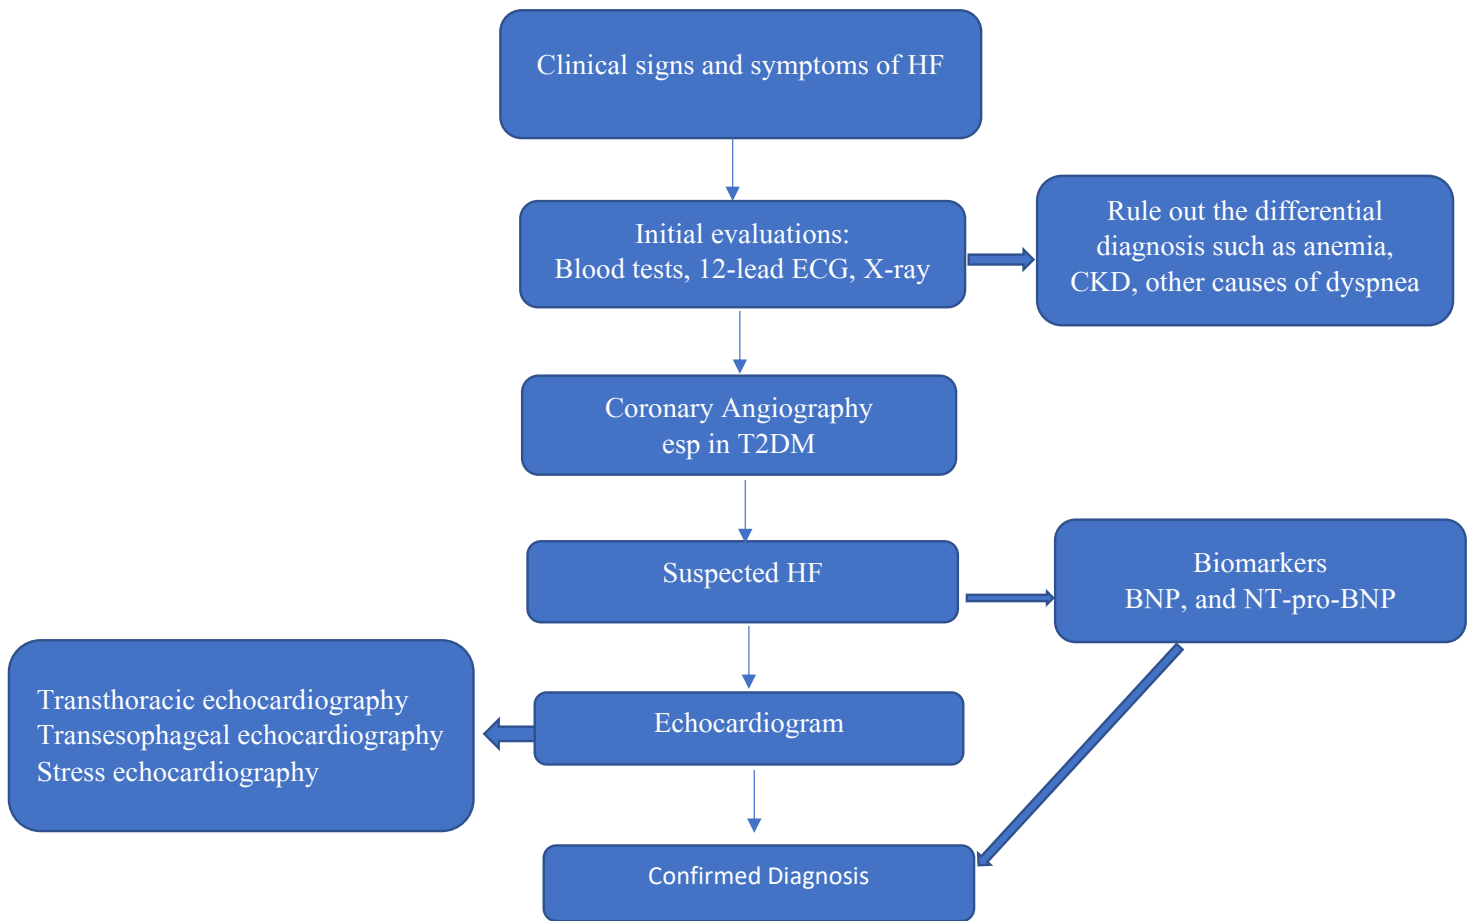 Clinical signs and symptoms of HF
Initial evaluations:
Blood tests, 12-lead ECG, X-ray
Rule out the differential
diagnosis such as anemia,
CKD, other causes of dyspnea
Coronary Angiography
esp in T2DM
Suspected HF
Biomarkers
BNP, and NT-pro-BNP
Transthoracic echocardiography
Transesophageal echocardiography
Stress echocardiography
Echocardiogram
Confirmed Diagnosis